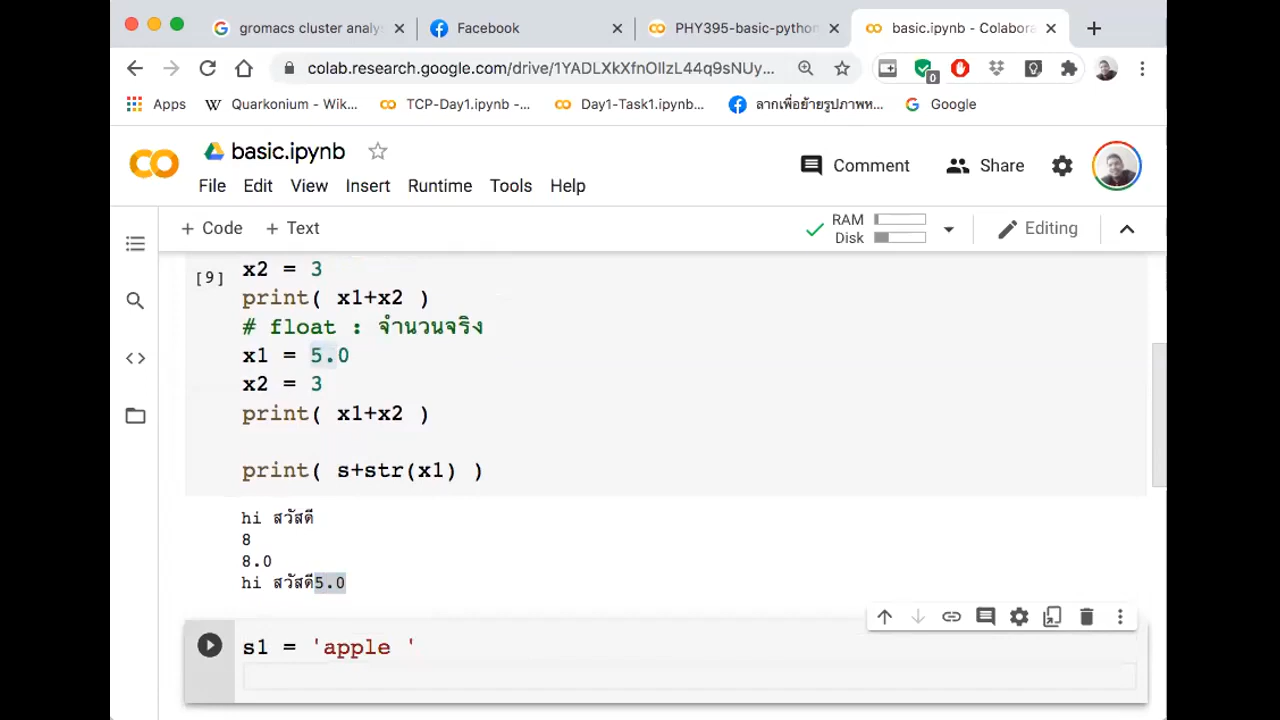 gromacs cluster analy
Facebook
PHY395-basic-python
basic.ipynb - Colabora
colab.research.google.com/drive/1YADLXkXfnOIlzL44q9sNUy...
0
Apps
Quarkonium - Wik...
TCP-Day1.ipynb -...
Day1-Task1.ipynb...
ลากเพื่อย้ายรูปภาพห...
Google
basic.ipynb
Comment
Share
File Edit View Insert Runtime Tools Help
+ Code + Text
RAM
Disk
Editing
[9]
x2 = 3
print( x1+x2 )
# float : จำนวนจริง
x1 = 5.0
x2 = 3
print( x1+x2 )
print( s+str(x1) )
hi สวัสดี
8
8.0
hi สวัสดี5.0
s1 = 'apple '